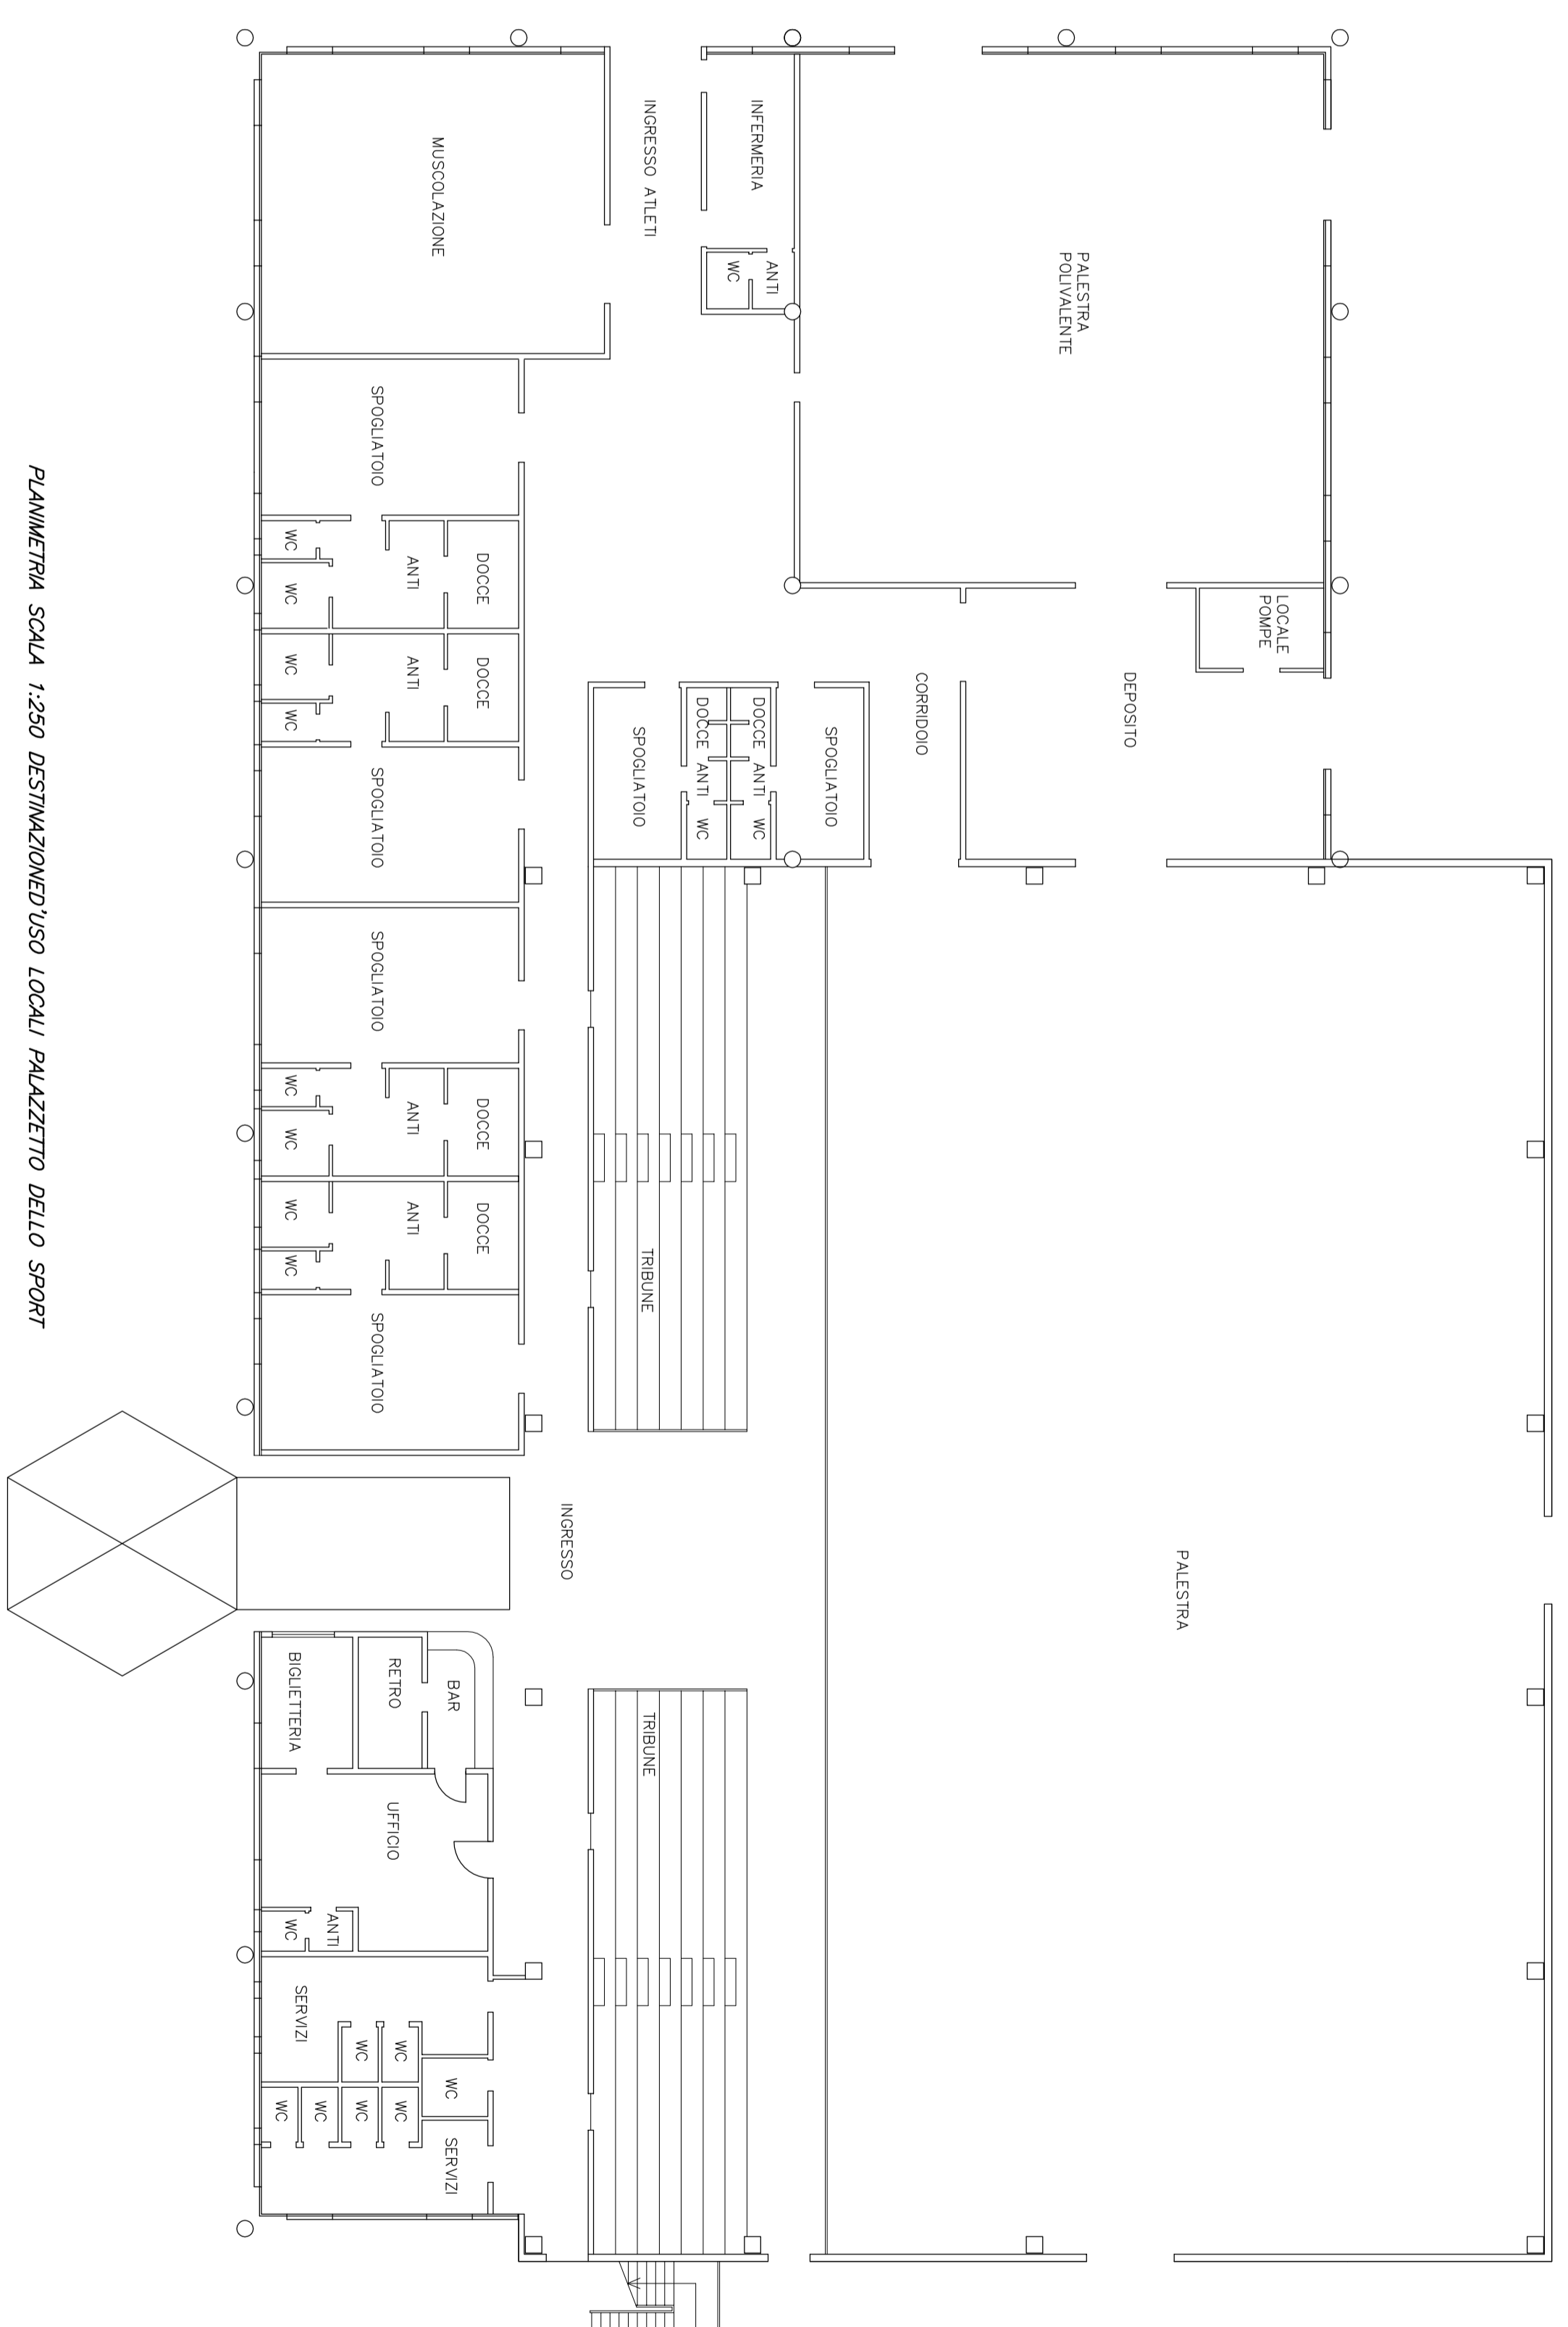 LOCALE
POMPE
PALESTRA
DEPOSITO
PALESTRA
POLIVALENTE
CORRIDOIO
SPOGLIATOIO
ANTI
INFERMERIA
DOCCE
ANTI
WC
WC
DOCCE
ANTI
WC
INGRESSO ATLETI
SPOGLIATOIO
TRIBUNE
TRIBUNE
INGRESSO
DOCCE
DOCCE
DOCCE
DOCCE
BAR
WC
SERVIZI
MUSCOLAZIONE
ANTI
ANTI
ANTI
ANTI
RETRO
UFFICIO
WC
WC
SPOGLIATOIO
SPOGLIATOIO
SPOGLIATOIO
SPOGLIATOIO
WC
WC
ANTI
WC
SERVIZI
WC
WC
WC
WC
WC
WC
WC
WC
BIGLIETTERIA
WC
WC
PLANIMETRIA SCALA 1:250 DESTINAZIONED'USO LOCALI PALAZZETTO DELLO SPORT